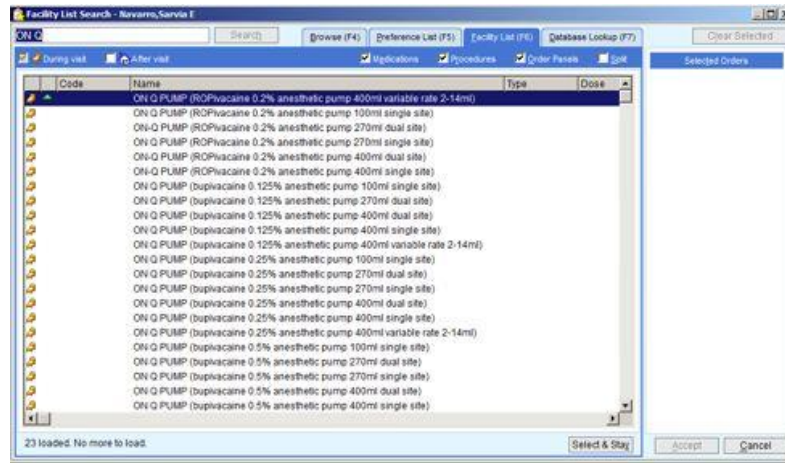 Facility List Search - Navarro,Sarvia E
ON Q
Search
Browse (F4)
Preference List (F5)
Facility List (F6)
Database Lookup (F7)
Clear Selected
During visit
After visit
Medications
Procedures
Order Panels
Split
Selected Orders
Code Name Type Dose
ON Q PUMP (ROPivacaine 0.2% anesthetic pump 400ml variable rate 2-14ml)
ON Q PUMP (ROPivacaine 0.2% anesthetic pump 100ml single site)
ON-Q PUMP (ROPivacaine 0.2% anesthetic pump 270ml dual site)
ON-Q PUMP (ROPivacaine 0.2% anesthetic pump 270ml single site)
ON-Q PUMP (ROPivacaine 0.2% anesthetic pump 400ml dual site)
ON-Q PUMP (ROPivacaine 0.2% anesthetic pump 400ml single site)
ON Q PUMP (bupivacaine 0.125% anesthetic pump 100ml single site)
ON Q PUMP (bupivacaine 0.125% anesthetic pump 270ml dual site)
ON Q PUMP (bupivacaine 0.125% anesthetic pump 400ml dual site)
ON Q PUMP (bupivacaine 0.125% anesthetic pump 400ml single site)
ON Q PUMP (bupivacaine 0.125% anesthetic pump 400ml variable rate 2-14ml)
ON Q PUMP (bupivacaine 0.25% anesthetic pump 100ml single site)
ON Q PUMP (bupivacaine 0.25% anesthetic pump 270ml dual site)
ON Q PUMP (bupivacaine 0.25% anesthetic pump 270ml single site)
ON Q PUMP (bupivacaine 0.25% anesthetic pump 400ml dual site)
ON Q PUMP (bupivacaine 0.25% anesthetic pump 400ml single site)
ON Q PUMP (bupivacaine 0.25% anesthetic pump 400ml variable rate 2-14ml)
ON Q PUMP (bupivacaine 0.5% anesthetic pump 100ml single site)
ON Q PUMP (bupivacaine 0.5% anesthetic pump 270ml dual site)
ON Q PUMP (bupivacaine 0.5% anesthetic pump 270ml single site)
ON Q PUMP (bupivacaine 0.5% anesthetic pump 400ml dual site)
ON Q PUMP (bupivacaine 0.5% anesthetic pump 400ml single site)
23 loaded. No more to load.
Select & Stay
Accept
Cancel